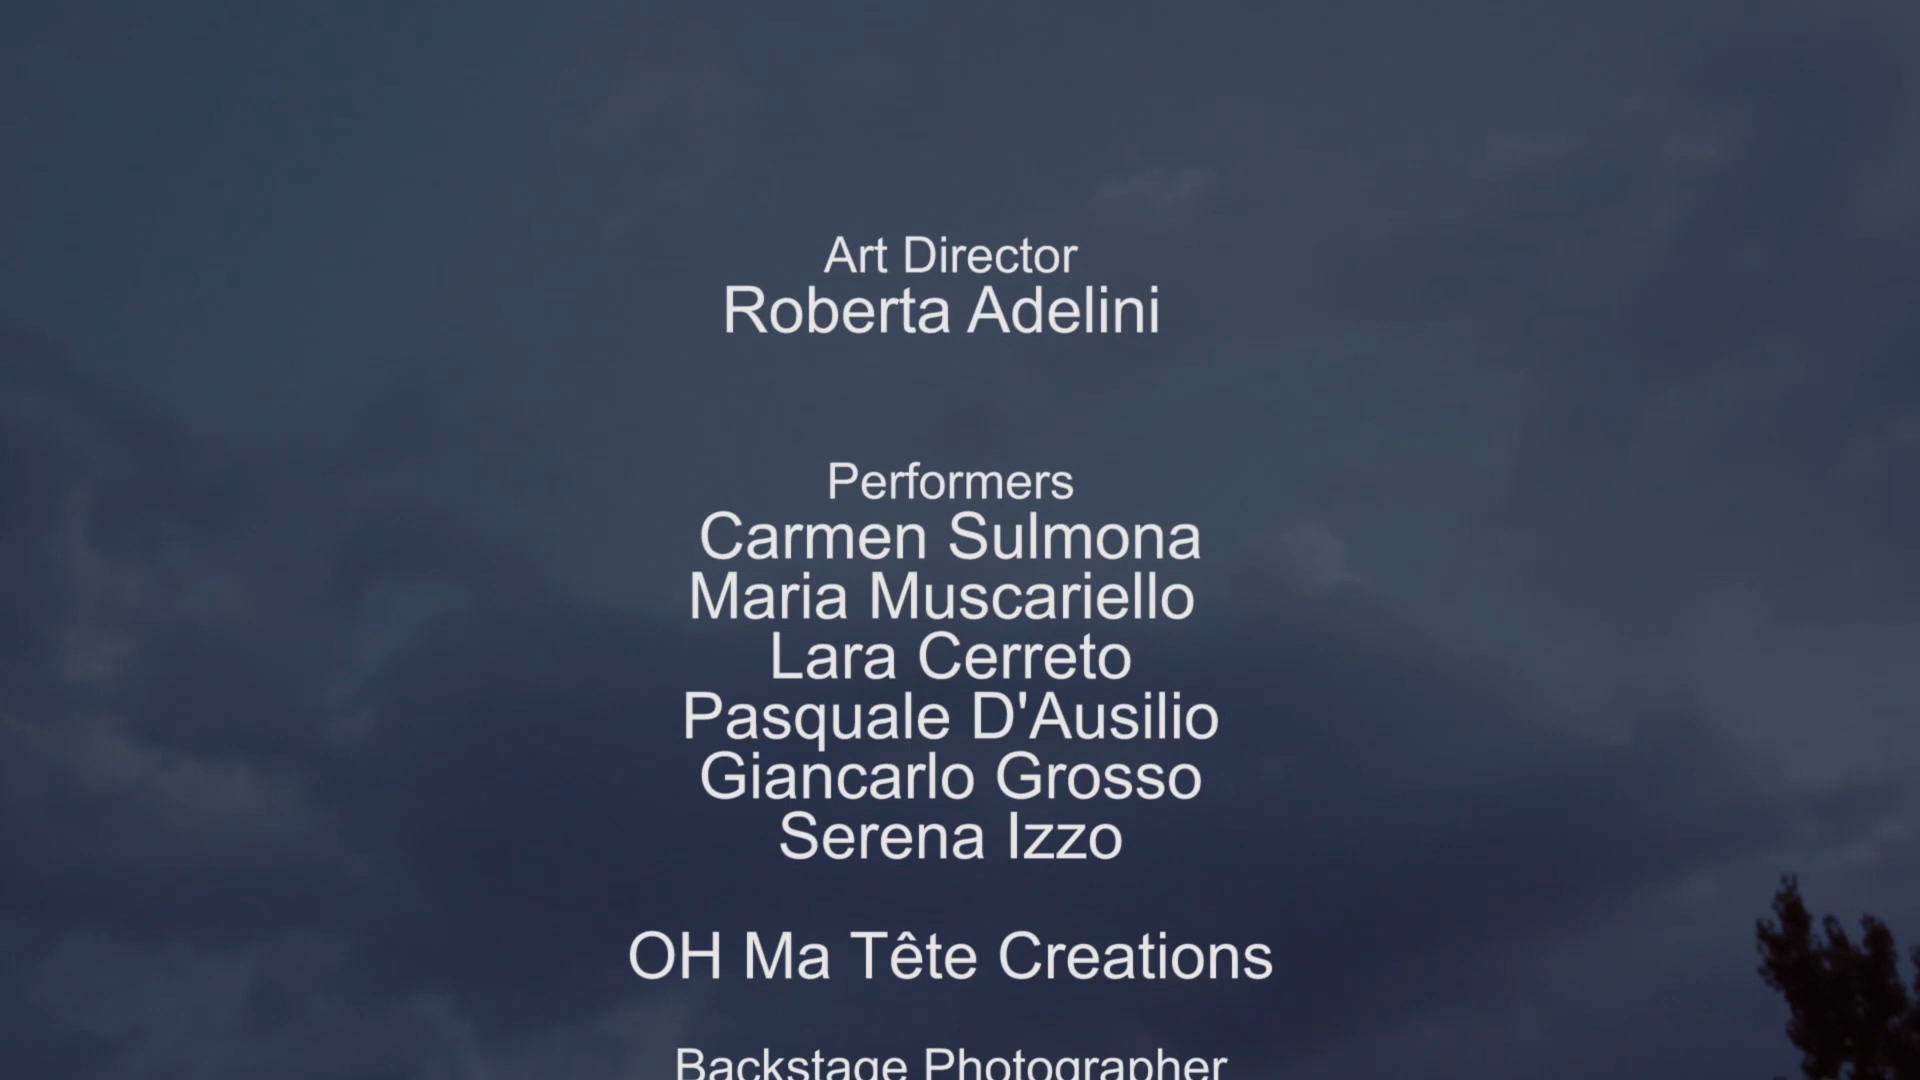 Art Director
Roberta Adelini
Performers
Carmen Sulmona
Maria Muscariello
Lara Cerreto
Pasquale D'Ausilio
Giancarlo Grosso
Serena Izzo
OH Ma Tête Creations
Backstage Photographer